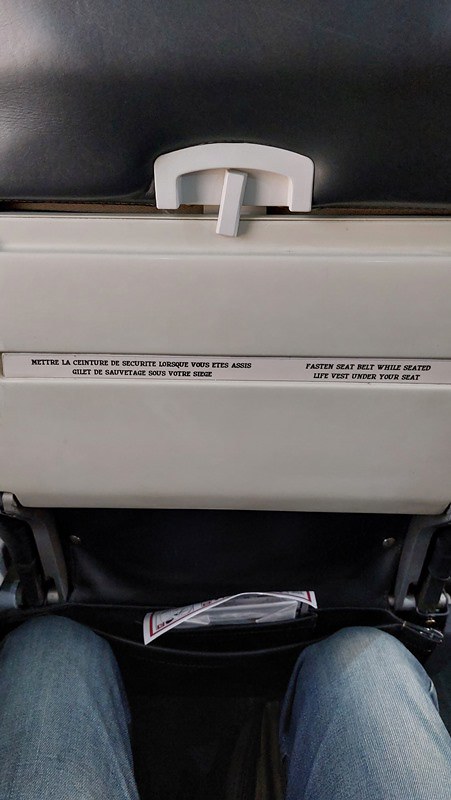 METTRE LA CEINTURE DE SECURITE LORSQUE VOUS ETES ASSIS
GILET DE SAUVETAGE SOUS VOTRE SIEGE
FASTEN SEAT BELT WHILE SEATED
LIFE VEST UNDER YOUR SEAT